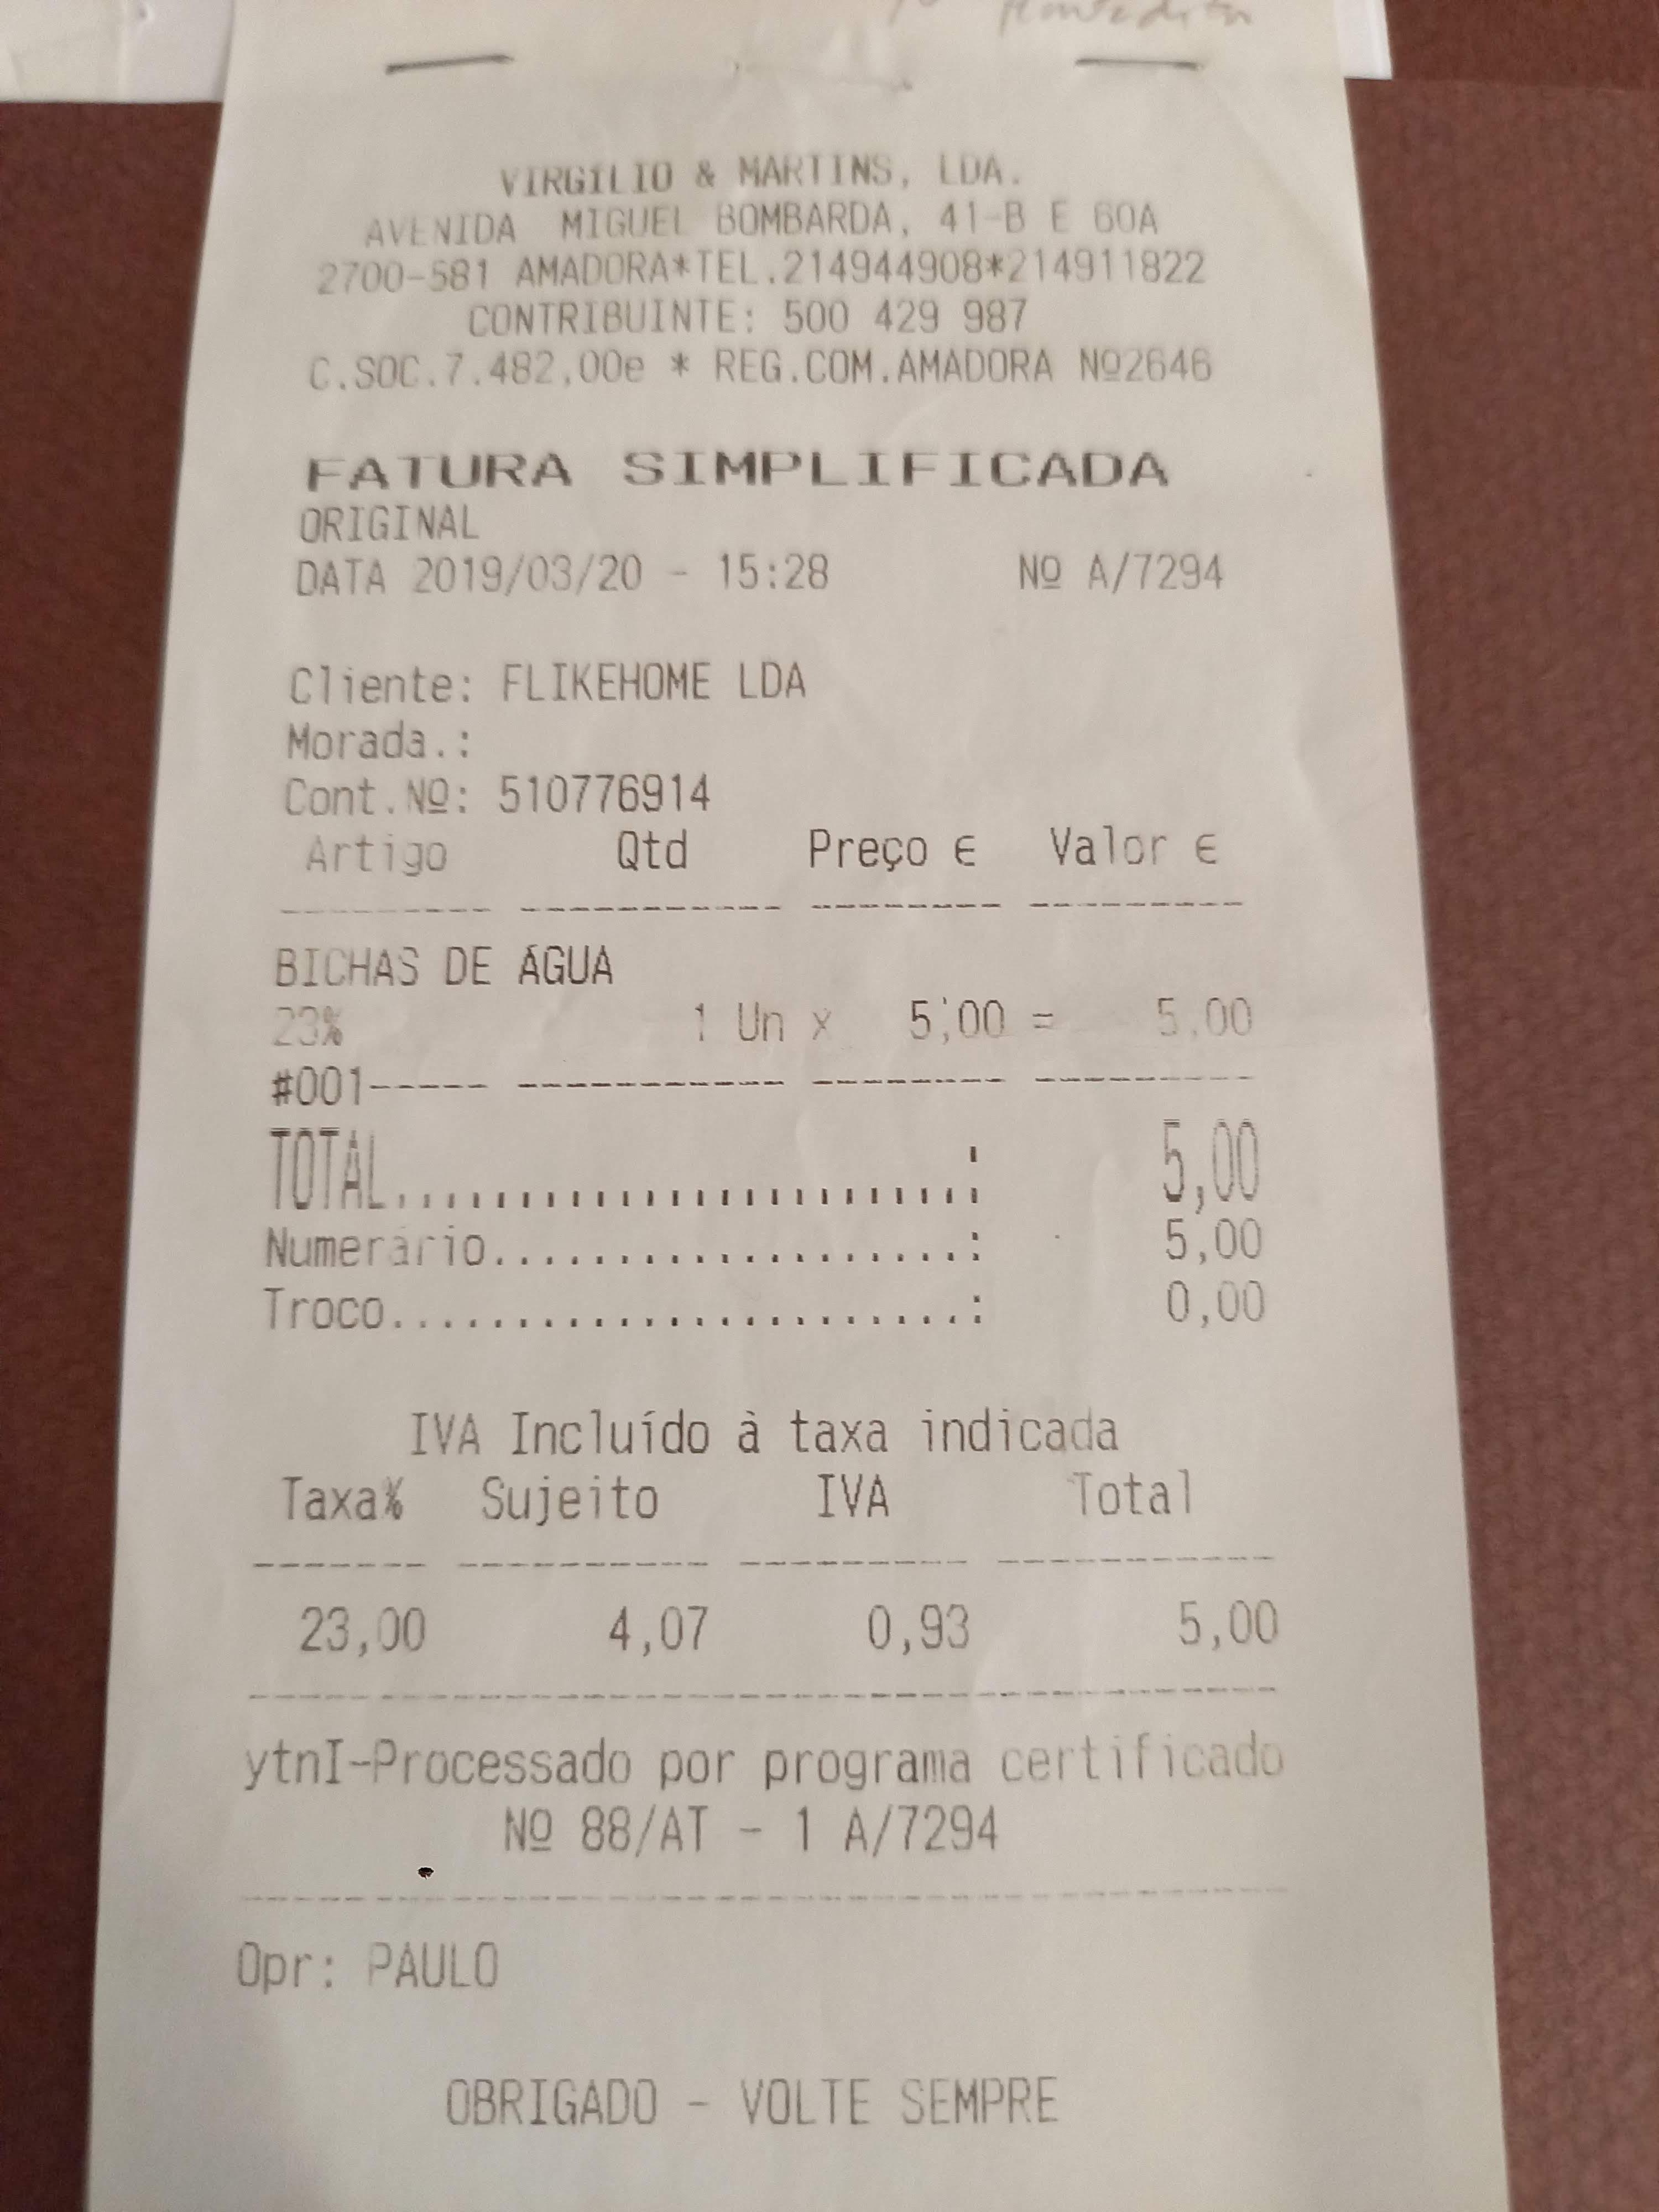 VIRGÍLIO & MARTINS, LDA.
AVENIDA MIGUEL BOMBARDA, 41-B E 60A
2700-581 AMADORA*TEL.214944908*214911822
CONTRIBUINTE: 500 429 987
C.SOC.7.482,00e * REG.COM.AMADORA Nº2646
FATURA SIMPLIFICADA
ORIGINAL
DATA 2019/03/20 - 15:28 Nº A/7294
Cliente: FLIKEHOME LDA
Morada.:
Cont.Nº: 510776914
Artigo Qtd Preço € Valor €
--------- ----------- -------- ---------
BICHAS DE ÁGUA
23% 1 Un x 5,00 = 5.00
#001----- ----------- -------- ---------
TOTAL.......................: 5,00
Numerário...................: 5,00
Troco.......................: 0,00
IVA Incluído à taxa indicada
Taxa% Sujeito IVA Total
------- ---------- --------- -----------
23,00 4,07 0,93 5,00
----------------------------------------
ytnI-Processado por programa certificado
Nº 88/AT - 1 A/7294
----------------------------------------
Opr: PAULO
OBRIGADO - VOLTE SEMPRE